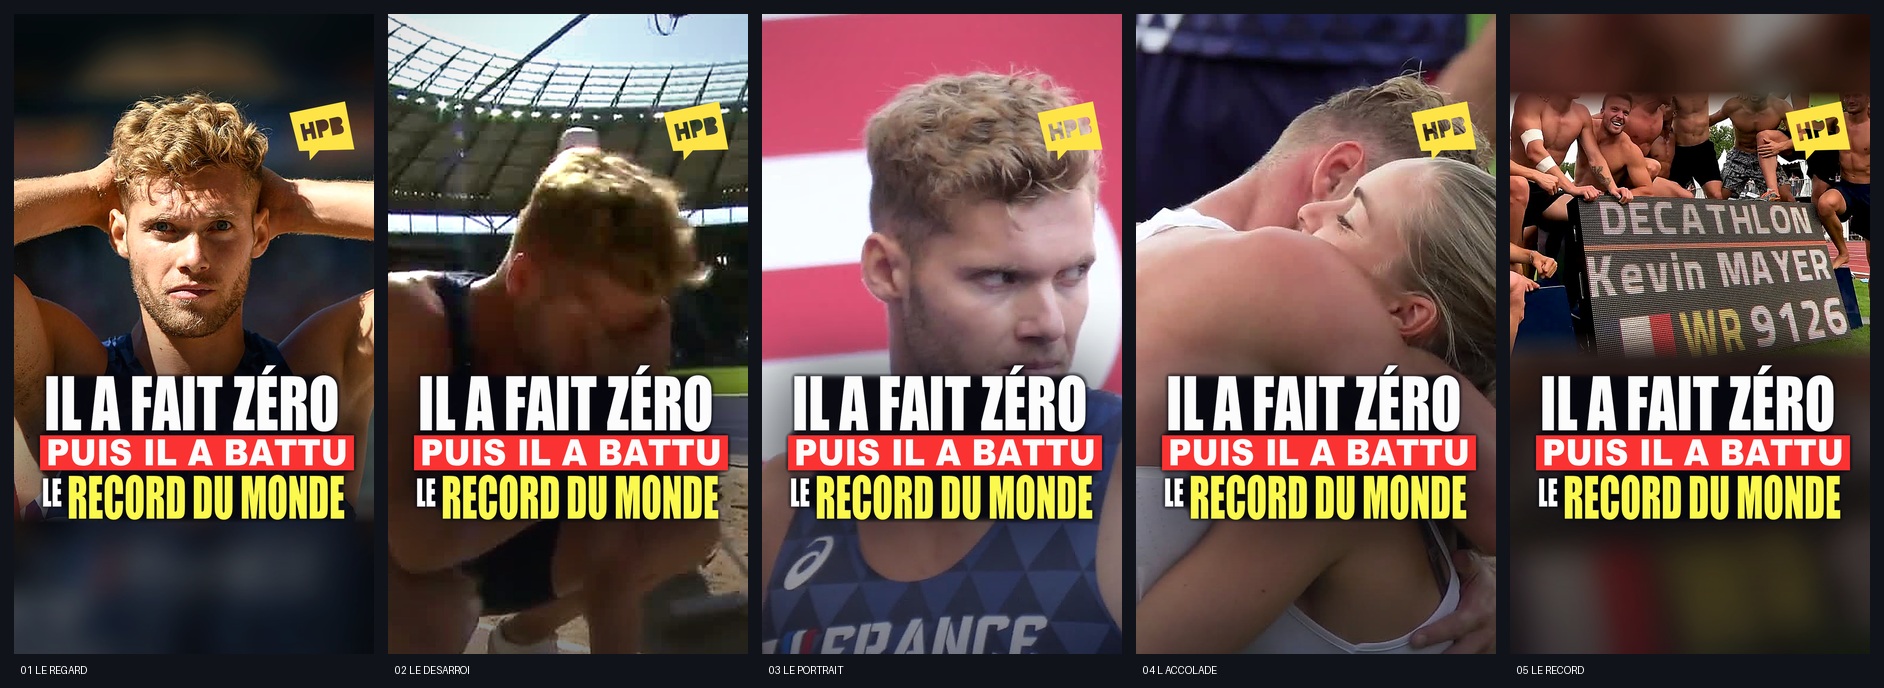 HPB
IL A FAIT ZÉRO
PUIS IL A BATTU
LE RECORD DU MONDE
01 LE REGARD
HPB
IL A FAIT ZÉRO
PUIS IL A BATTU
LE RECORD DU MONDE
02 LE DESARROI
HPB
IL A FAIT ZÉRO
PUIS IL A BATTU
LE RECORD DU MONDE
FRANCE
03 LE PORTRAIT
HPB
IL A FAIT ZÉRO
PUIS IL A BATTU
LE RECORD DU MONDE
04 L ACCOLADE
HPB
DECATHLON
Kevin MAYER
WR 9126
IL A FAIT ZÉRO
PUIS IL A BATTU
LE RECORD DU MONDE
05 LE RECORD